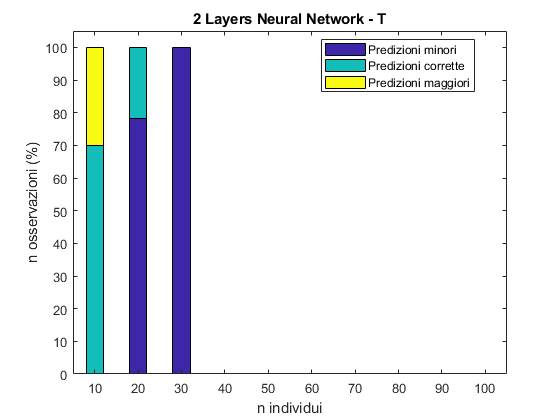 2 Layers Neural Network - T
Predizioni minori
Predizioni corrette
Predizioni maggiori
n osservazioni (%)
100
90
80
70
60
50
40
30
20
10
0
10 20 30 40 50 60 70 80 90 100
n individui